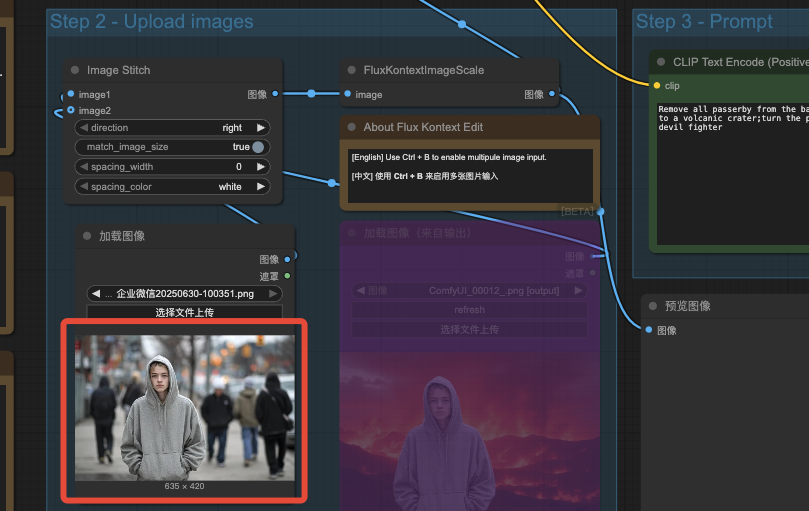 Step 2 - Upload images
Step 3 - Prompt
Image Stitch
image1
图像
image2
direction
right
match_image_size
true
spacing_width
0
spacing_color
white
FluxKontextImageScale
image
图像
About Flux Kontext Edit
[English] Use Ctrl + B to enable multipule image input.
[中文] 使用 Ctrl + B 来启用多张图片输入
[BETA]
CLIP Text Encode (Positive
clip
Remove all passerby from the ba
to a volcanic crater;turn the p
devil fighter
加载图像
图像
遮罩
... 企业微信20250630-100351.png
选择文件上传
635 × 420
加载图像（来自输出）
图像
遮罩
图像
ComfyUI_00012_.png [output]
refresh
选择文件上传
预览图像
图像